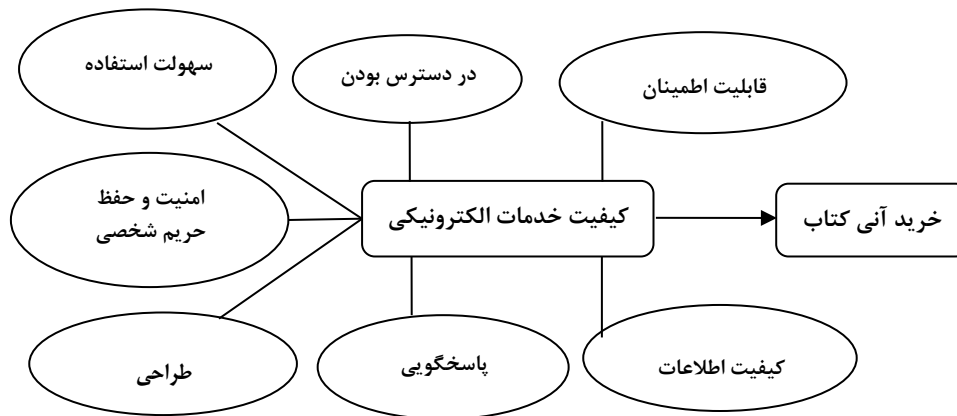 سهولت استفاده
در دسترس بودن
قابلیت اطمینان
امنیت و حفظ
حریم شخصی
کیفیت خدمات الکترونیکی
خرید آنی کتاب
طراحی
پاسخگویی
کیفیت اطلاعات